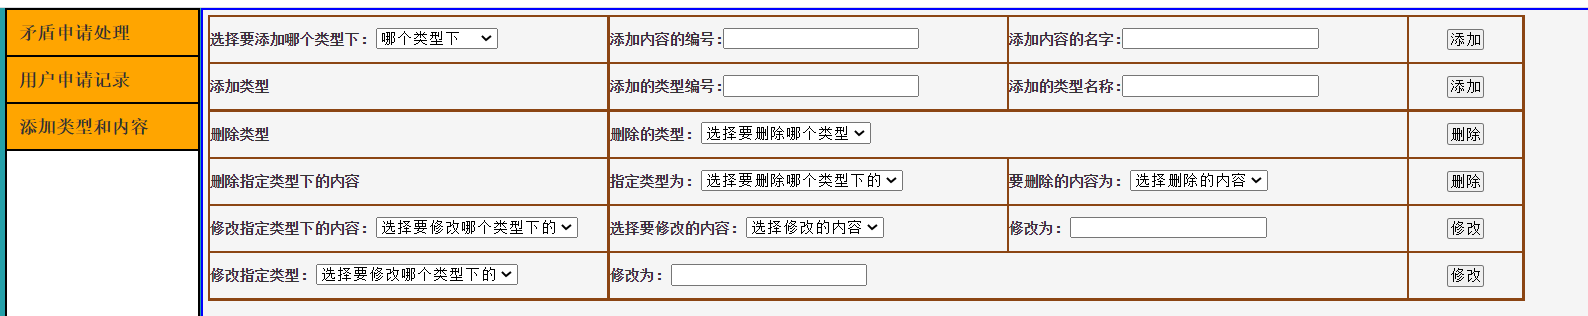 矛盾申请处理
用户申请记录
添加类型和内容
选择要添加哪个类型下: 哪个类型下 添加内容的编号: 添加内容的名字: 添加
添加类型 添加的类型编号: 添加的类型名称: 添加
删除类型 删除的类型: 选择要删除哪个类型 删除
删除指定类型下的内容 指定类型为: 选择要删除哪个类型下的 要删除的内容为: 选择删除的内容 删除
修改指定类型下的内容: 选择要修改哪个类型下的 选择要修改的内容: 选择修改的内容 修改为: 修改
修改指定类型: 选择要修改哪个类型下的 修改为: 修改